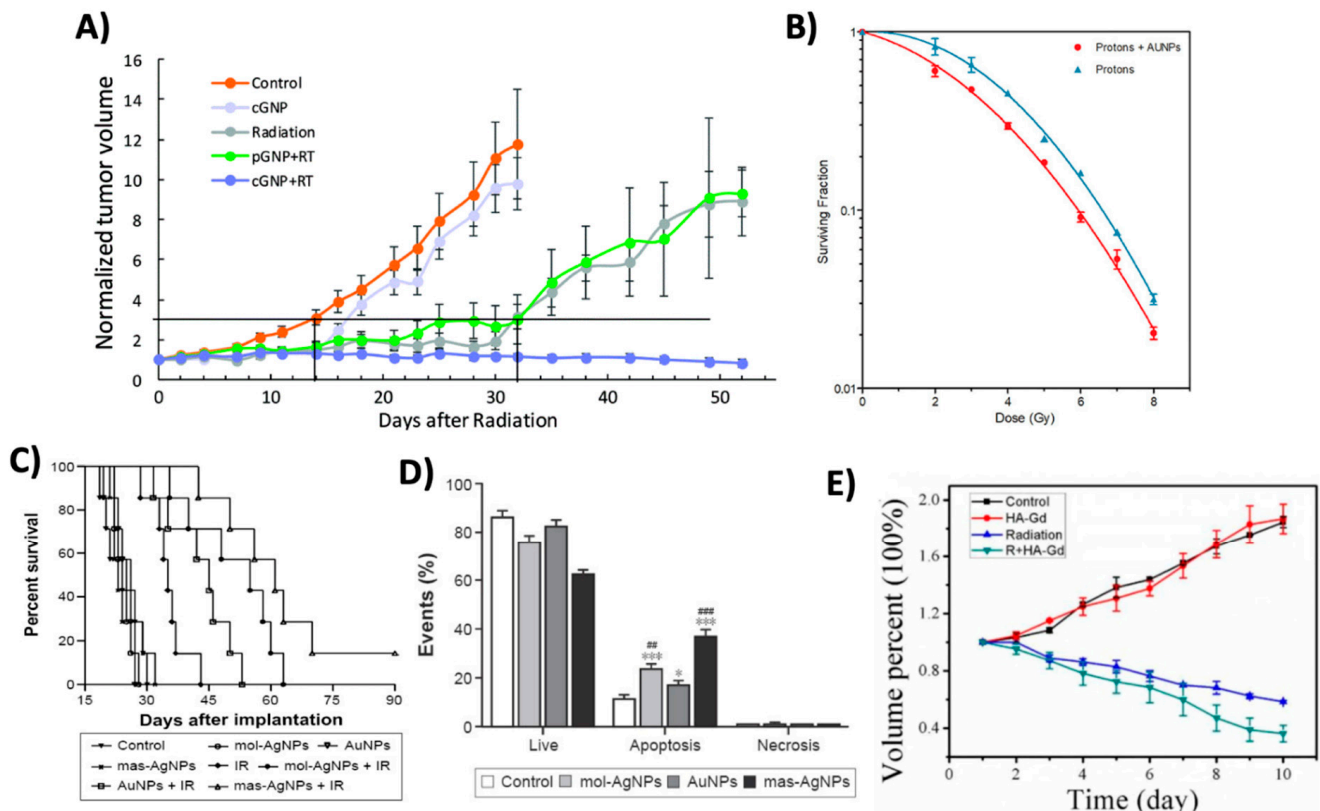 A)
Normalized tumor volume
16
14
12
10
8
6
4
2
0
Control
cGNP
Radiation
pGNP+RT
cGNP+RT
0 10 20 30 40 50
Days after Radiation
B)
Surviving Fraction
1
0.1
0.01
Protons + AUNPs
Protons
0 2 4 6 8
Dose (Gy)
C)
Percent survival
100
80
60
40
20
0
15 30 45 60 75 90
Days after implantation
Control mol-AgNPs AuNPs
mas-AgNPs IR mol-AgNPs + IR
AuNPs + IR mas-AgNPs + IR
D)
Events (%)
100
80
60
40
20
0
##
***
*
###
***
Live Apoptosis Necrosis
Control mol-AgNPs AuNPs mas-AgNPs
E)
Volume percent (100%)
2.0
1.6
1.2
0.8
0.4
Control
HA-Gd
Radiation
R+HA-Gd
0 2 4 6 8 10
Time (day)